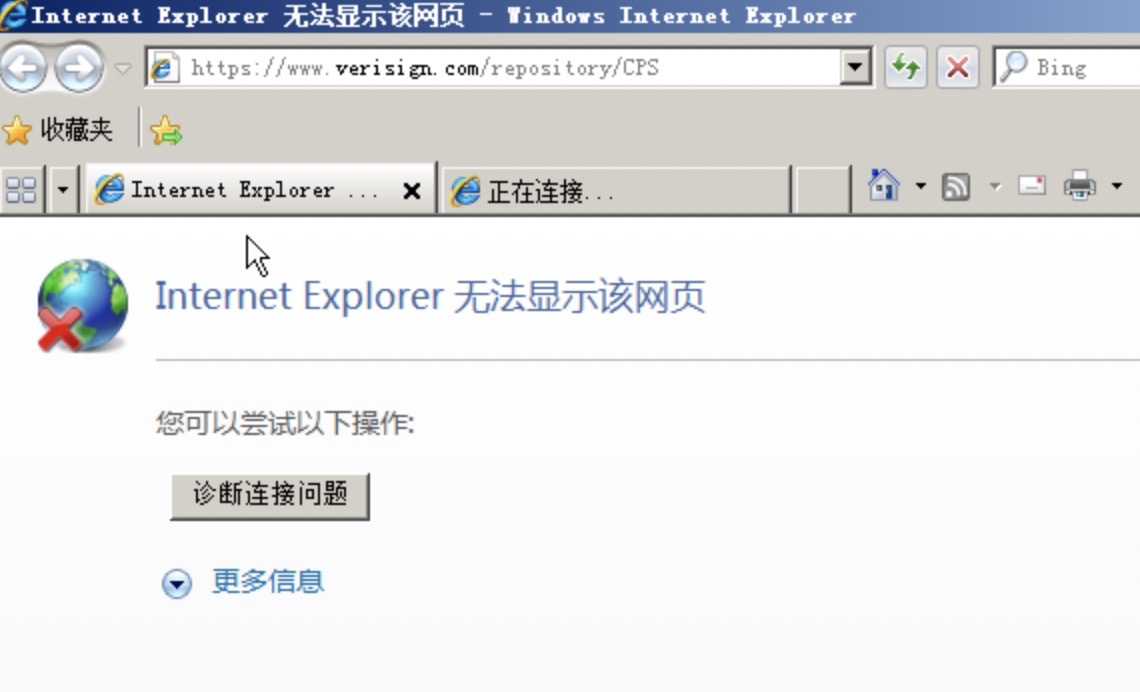 Internet Explorer 无法显示该网页 - Windows Internet Explorer
https://www.verisign.com/repository/CPS
Bing
收藏夹
Internet Explorer ...
正在连接...
Internet Explorer 无法显示该网页
您可以尝试以下操作:
诊断连接问题
更多信息